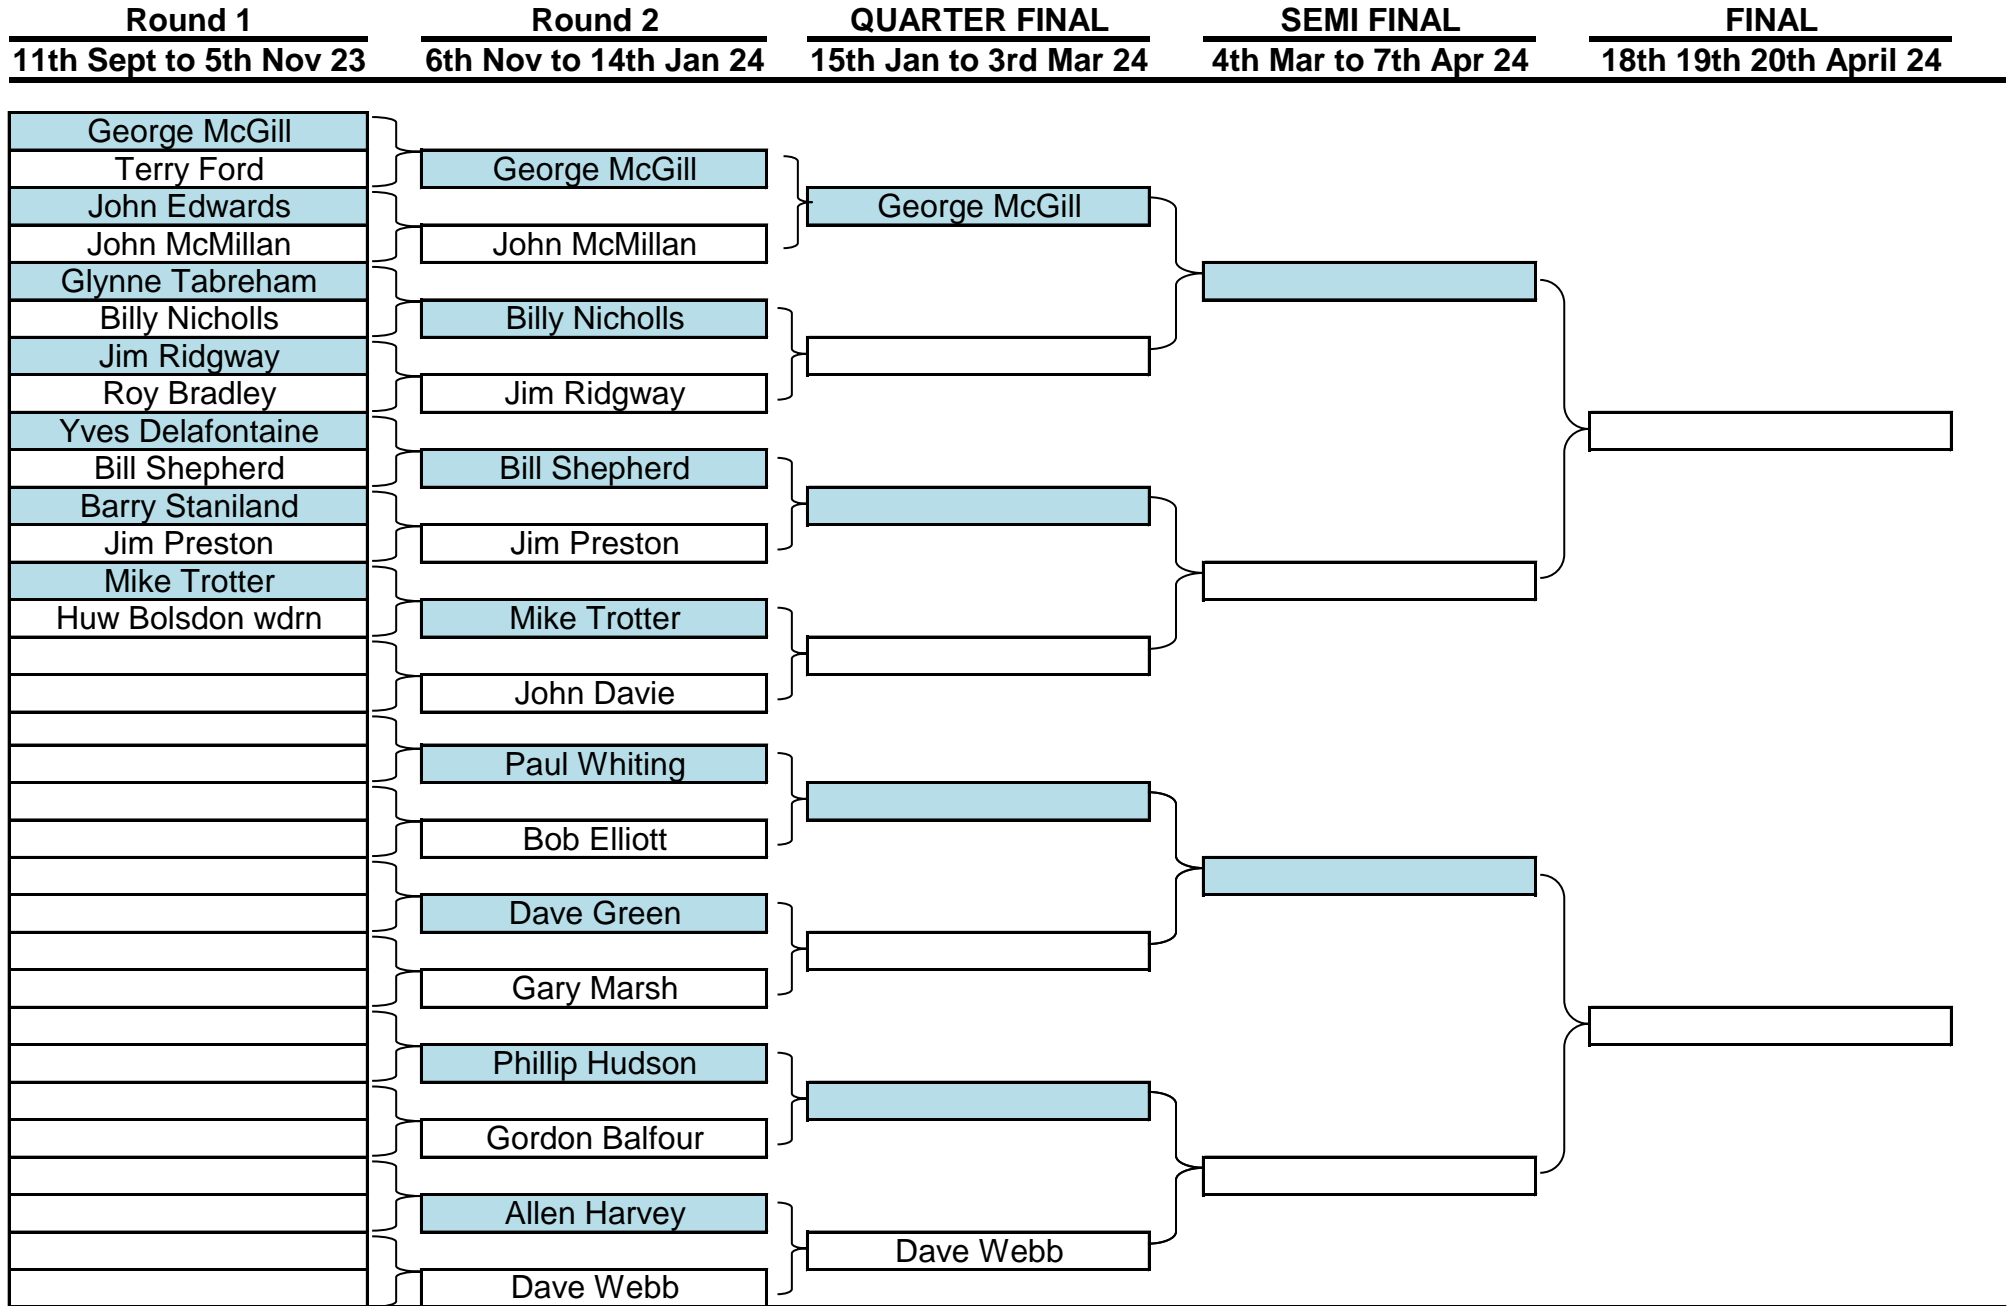 Round 1
Round 2
QUARTER FINAL
SEMI FINAL
FINAL
11th Sept to 5th Nov 23
6th Nov to 14th Jan 24
15th Jan to 3rd Mar 24
4th Mar to 7th Apr 24
18th 19th 20th April 24
George McGill
Terry Ford
John Edwards
John McMillan
Glynne Tabreham
Billy Nicholls
Jim Ridgway
Roy Bradley
Yves Delafontaine
Bill Shepherd
Barry Staniland
Jim Preston
Mike Trotter
Huw Bolsdon wdrn
George McGill
John McMillan
Billy Nicholls
Jim Ridgway
Bill Shepherd
Jim Preston
Mike Trotter
John Davie
Paul Whiting
Bob Elliott
Dave Green
Gary Marsh
Phillip Hudson
Gordon Balfour
Allen Harvey
Dave Webb
George McGill
Dave Webb